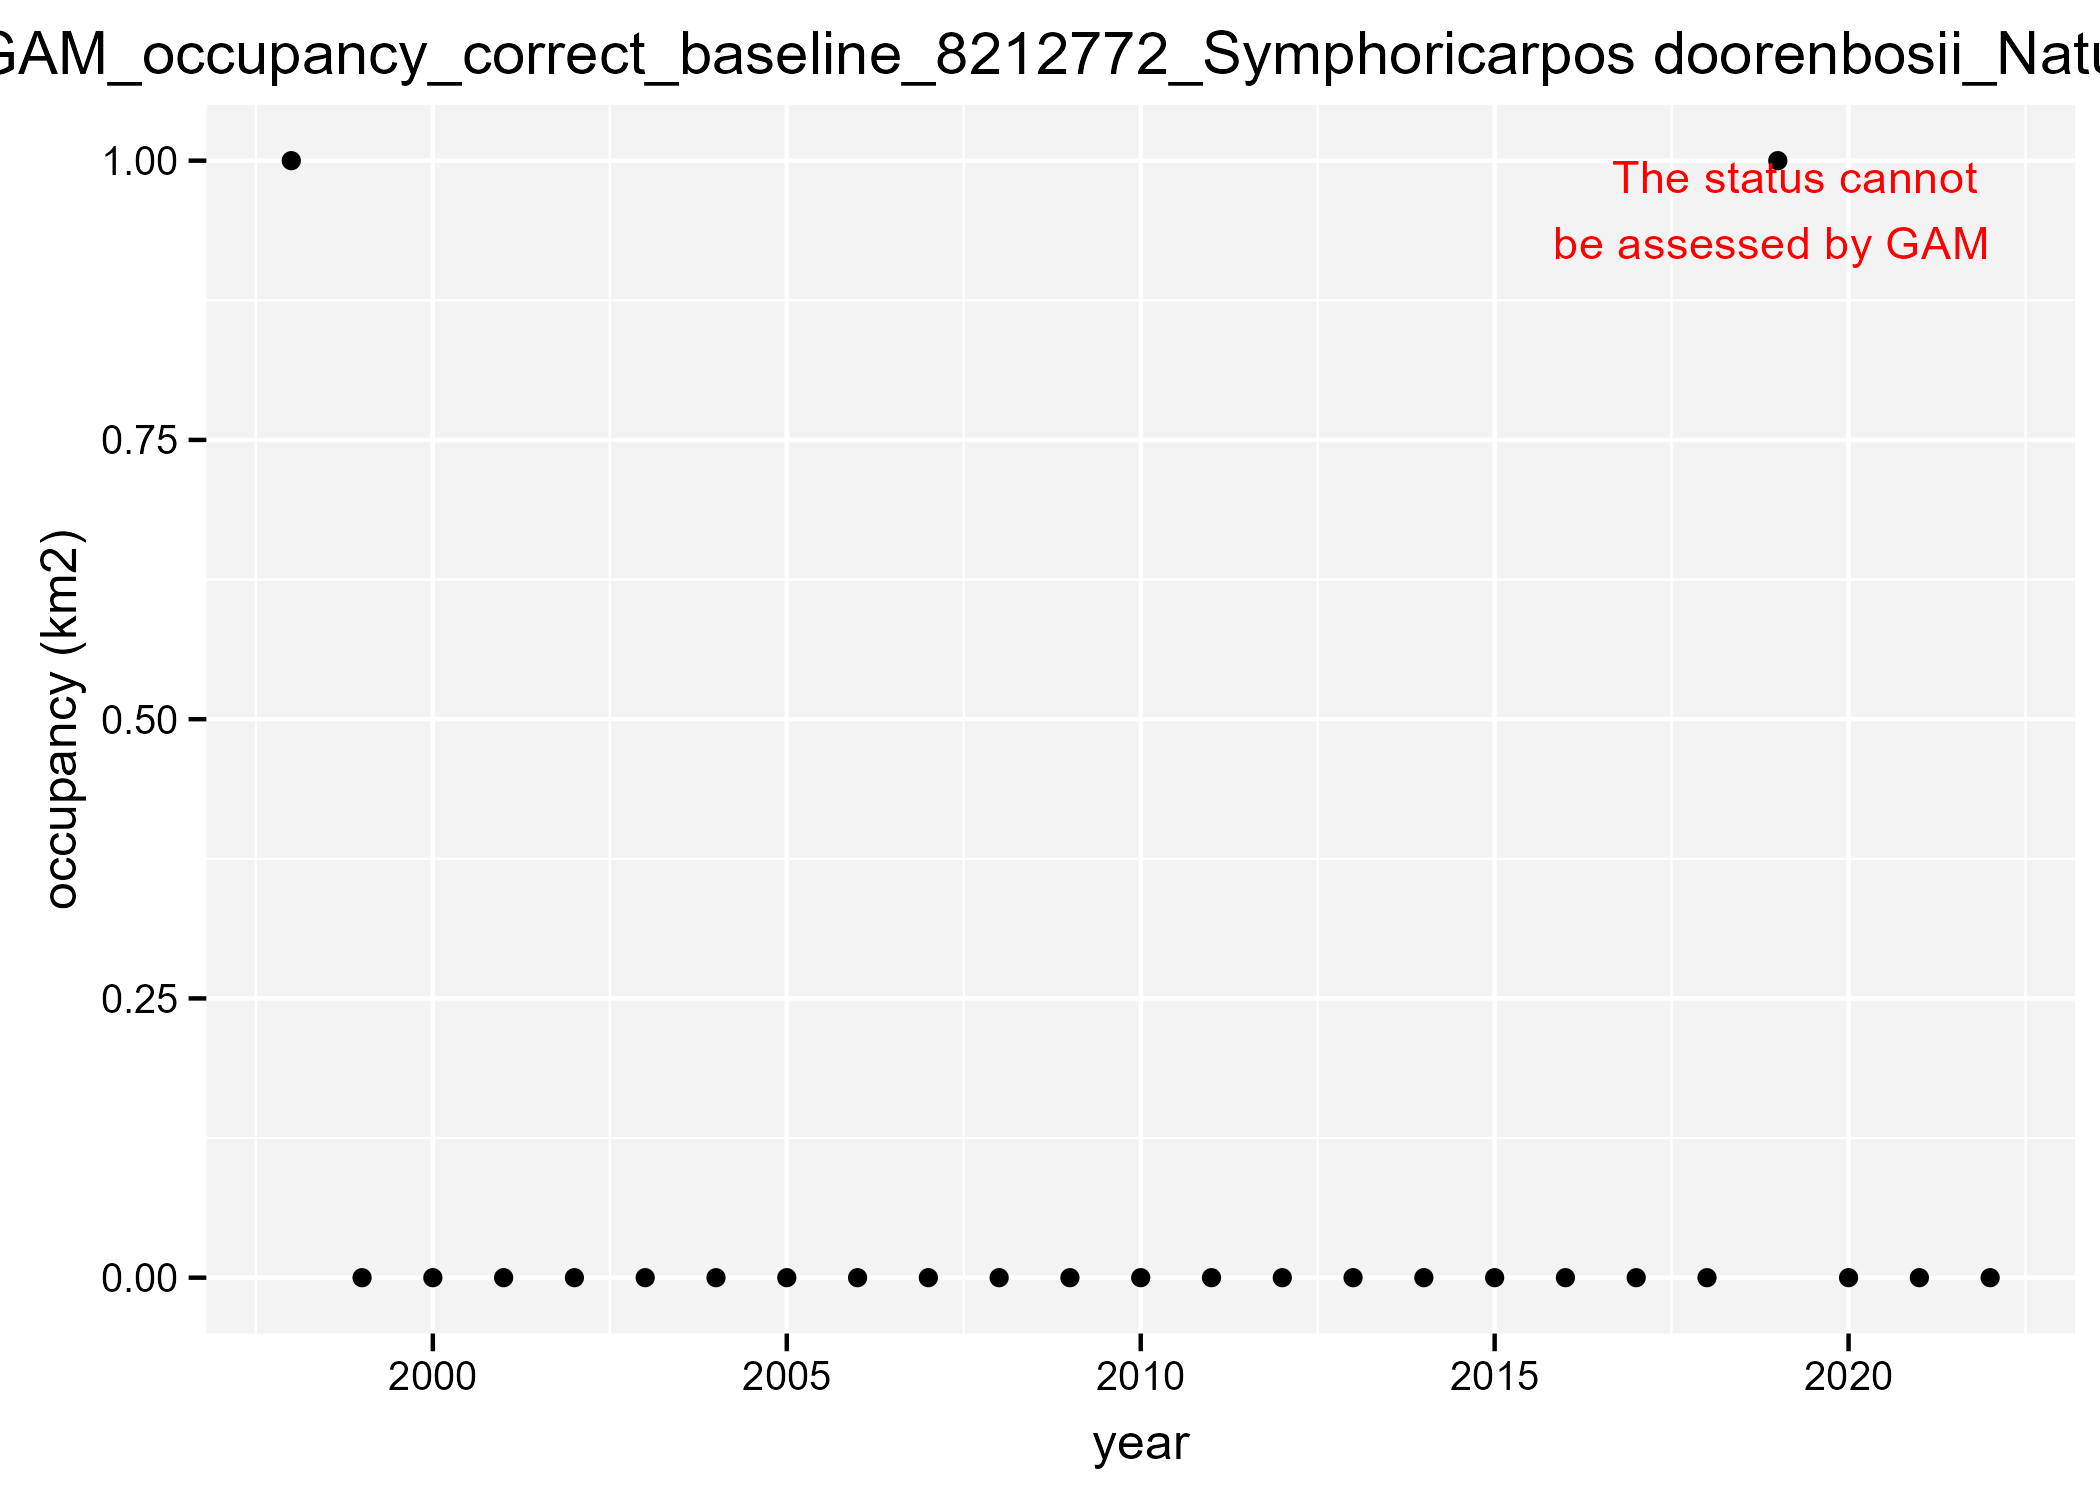 GAM_occupancy_correct_baseline_8212772_Symphoricarpos doorenbosii_Natu
1.00
The status cannot
be assessed by GAM
0.75
0.50
0.25
0.00
occupancy (km2)
2000 2005 2010 2015 2020
year